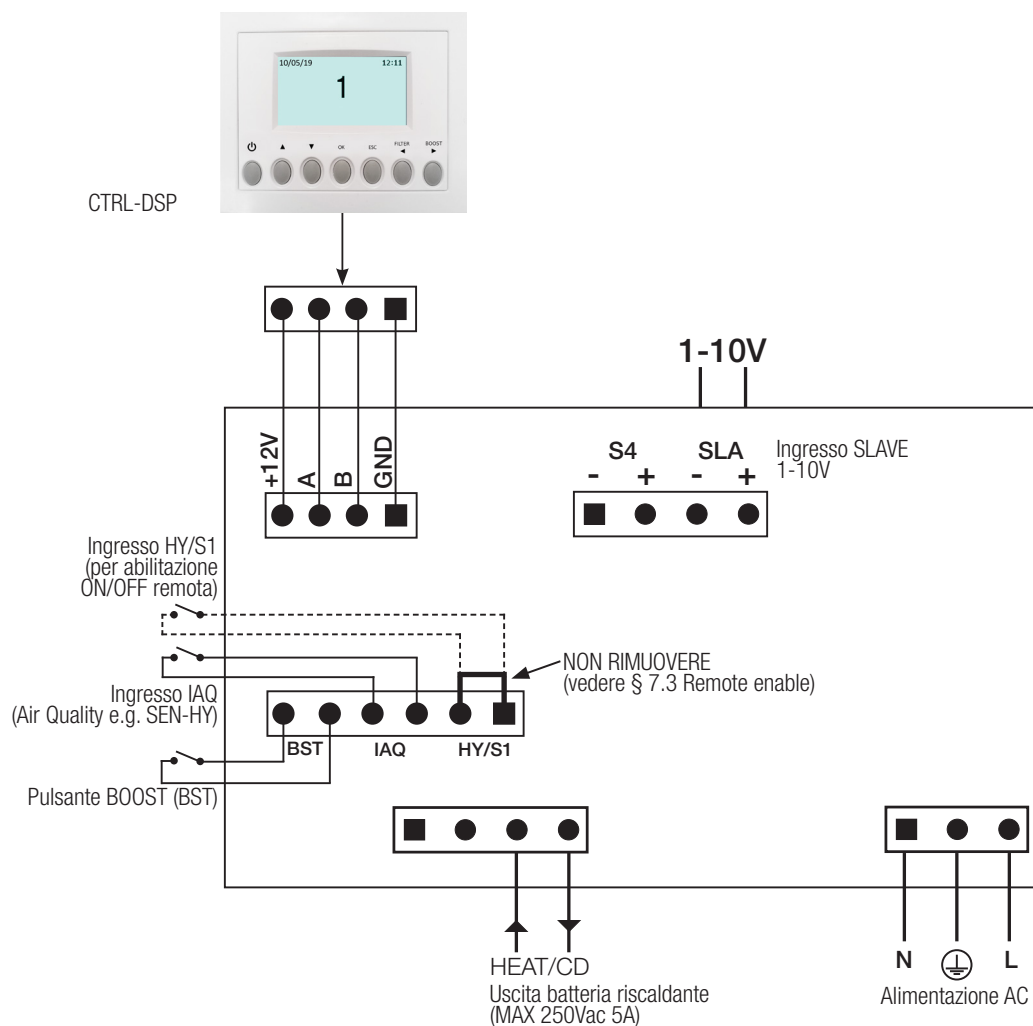 10/05/19 12:11
1
OK ESC FILTER BOOST
CTRL-DSP
1-10V
+12V
A
B
GND
S4 SLA
- + - +
Ingresso SLAVE
1-10V
Ingresso HY/S1
(per abilitazione
ON/OFF remota)
NON RIMUOVERE
(vedere § 7.3 Remote enable)
Ingresso IAQ
(Air Quality e.g. SEN-HY)
BST IAQ HY/S1
Pulsante BOOST (BST)
HEAT/CD
Uscita batteria riscaldante
(MAX 250Vac 5A)
N L
Alimentazione AC